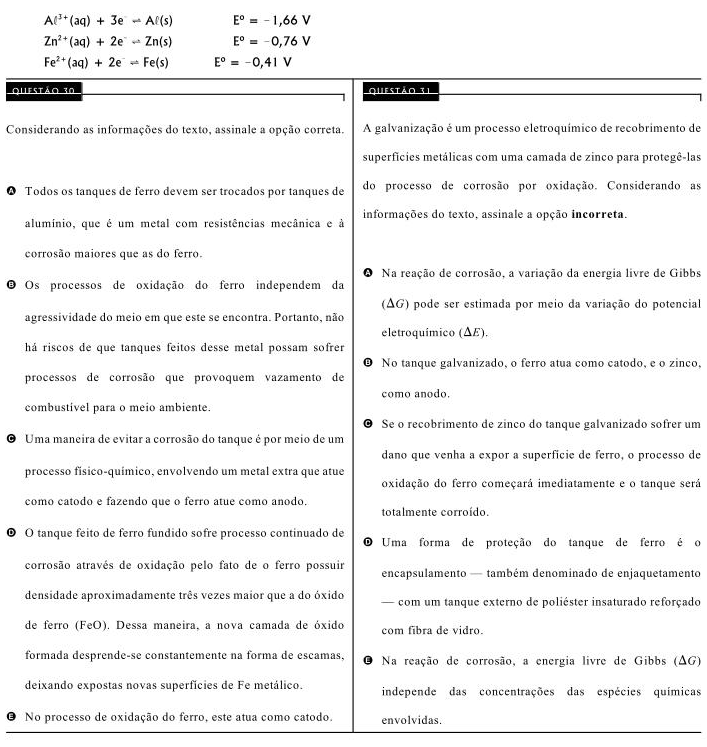 Aℓ³⁺(aq) + 3e⁻ ⇌ Aℓ(s) Eº = −1,66 V
Zn²⁺(aq) + 2e⁻ ⇌ Zn(s) Eº = −0,76 V
Fe²⁺(aq) + 2e⁻ ⇌ Fe(s) Eº = −0,41 V
QUESTÃO 30
Considerando as informações do texto, assinale a opção correta.
A Todos os tanques de ferro devem ser trocados por tanques de
alumínio, que é um metal com resistências mecânica e à
corrosão maiores que as do ferro.
B Os processos de oxidação do ferro independem da
agressividade do meio em que este se encontra. Portanto, não
há riscos de que tanques feitos desse metal possam sofrer
processos de corrosão que provoquem vazamento de
combustível para o meio ambiente.
C Uma maneira de evitar a corrosão do tanque é por meio de um
processo físico-químico, envolvendo um metal extra que atue
como catodo e fazendo que o ferro atue como anodo.
D O tanque feito de ferro fundido sofre processo continuado de
corrosão através de oxidação pelo fato de o ferro possuir
densidade aproximadamente três vezes maior que a do óxido
de ferro (FeO). Dessa maneira, a nova camada de óxido
formada desprende-se constantemente na forma de escamas,
deixando expostas novas superfícies de Fe metálico.
E No processo de oxidação do ferro, este atua como catodo.
QUESTÃO 31
A galvanização é um processo eletroquímico de recobrimento de
superfícies metálicas com uma camada de zinco para protegê-las
do processo de corrosão por oxidação. Considerando as
informações do texto, assinale a opção incorreta.
A Na reação de corrosão, a variação da energia livre de Gibbs
(ΔG) pode ser estimada por meio da variação do potencial
eletroquímico (ΔE).
B No tanque galvanizado, o ferro atua como catodo, e o zinco,
como anodo.
C Se o recobrimento de zinco do tanque galvanizado sofrer um
dano que venha a expor a superfície de ferro, o processo de
oxidação do ferro começará imediatamente e o tanque será
totalmente corroído.
D Uma forma de proteção do tanque de ferro é o
encapsulamento — também denominado de enjaquetamento
— com um tanque externo de poliéster insaturado reforçado
com fibra de vidro.
E Na reação de corrosão, a energia livre de Gibbs (ΔG)
independe das concentrações das espécies químicas
envolvidas.